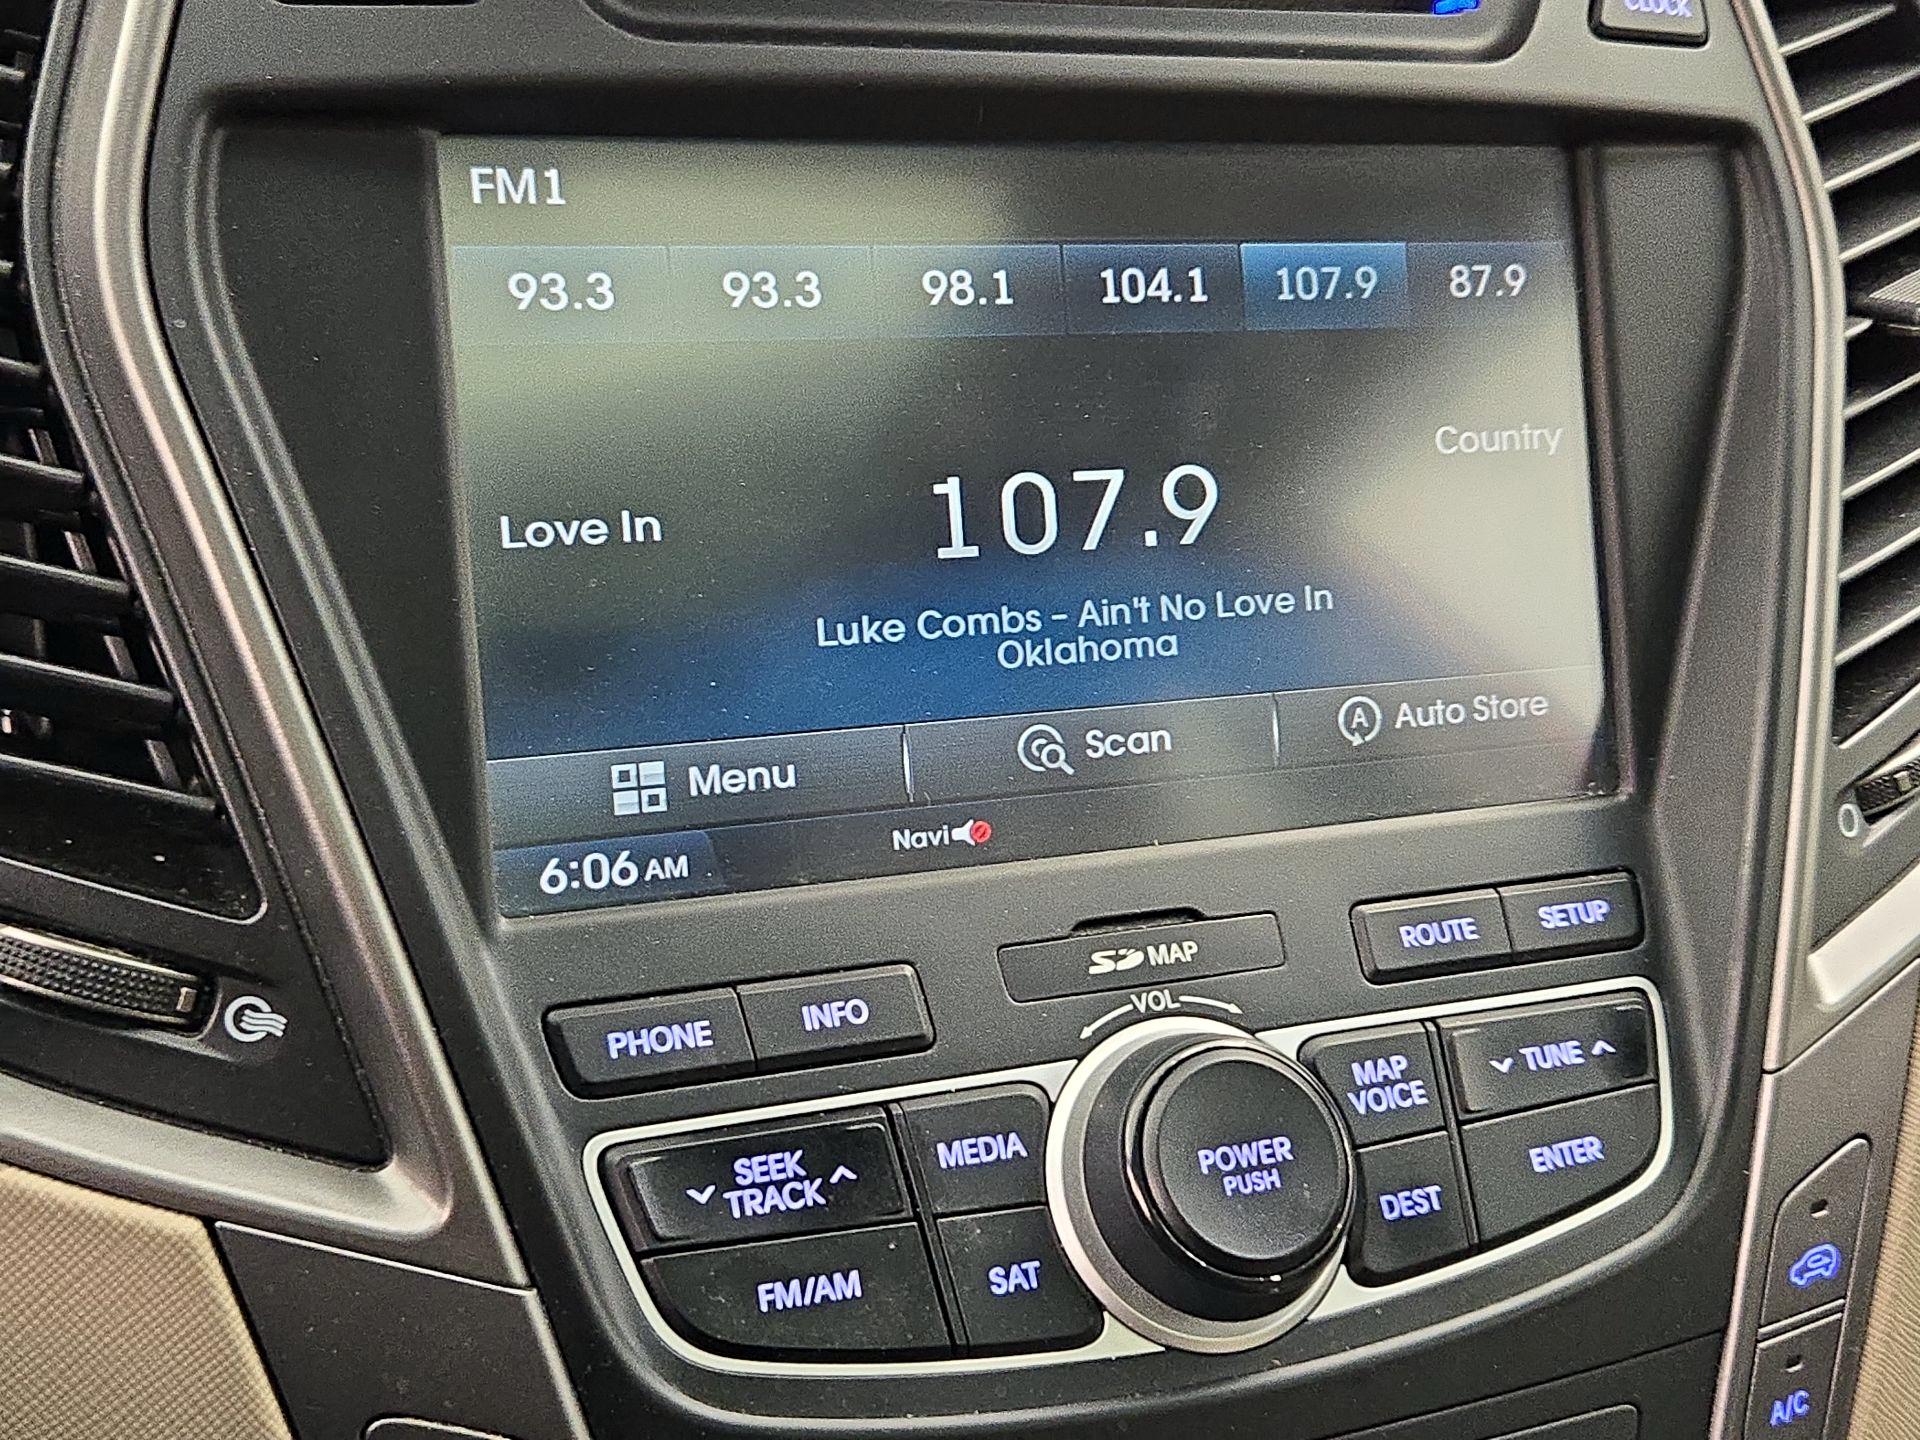 CLOCK
FM1
93.3 93.3 98.1 104.1 107.9 87.9
Country
Love In 107.9
Luke Combs - Ain't No Love In
Oklahoma
Menu Scan A Auto Store
6:06 AM Navi
SD MAP
ROUTE SETUP
PHONE INFO
VOL
SEEK
TRACK
MEDIA
POWER
PUSH
MAP
VOICE
TUNE
FM/AM SAT DEST ENTER
0
A/C